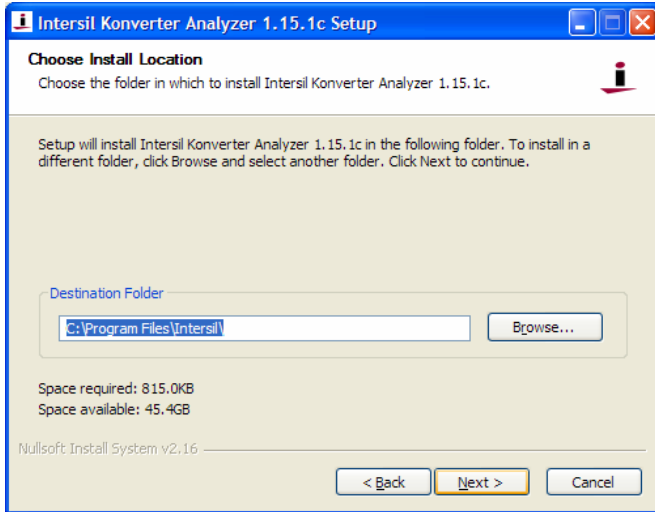 Intersil Konverter Analyzer 1.15.1c Setup
Choose Install Location
Choose the folder in which to install Intersil Konverter Analyzer 1.15.1c.
Setup will install Intersil Konverter Analyzer 1.15.1c in the following folder. To install in a
different folder, click Browse and select another folder. Click Next to continue.
Destination Folder
C:\Program Files\Intersil\
Browse...
Space required: 815.0KB
Space available: 45.4GB
Nullsoft Install System v2.16
< Back Next > Cancel